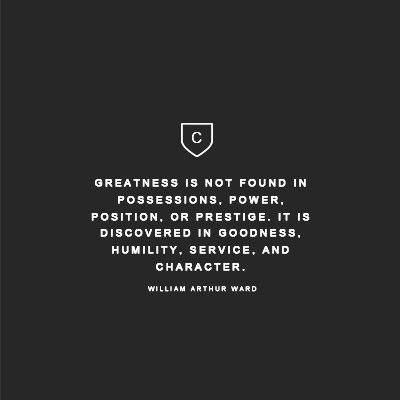 C
GREATNESS IS NOT FOUND IN
POSSESSIONS, POWER,
POSITION, OR PRESTIGE. IT IS
DISCOVERED IN GOODNESS,
HUMILITY, SERVICE, AND
CHARACTER.
WILLIAM ARTHUR WARD